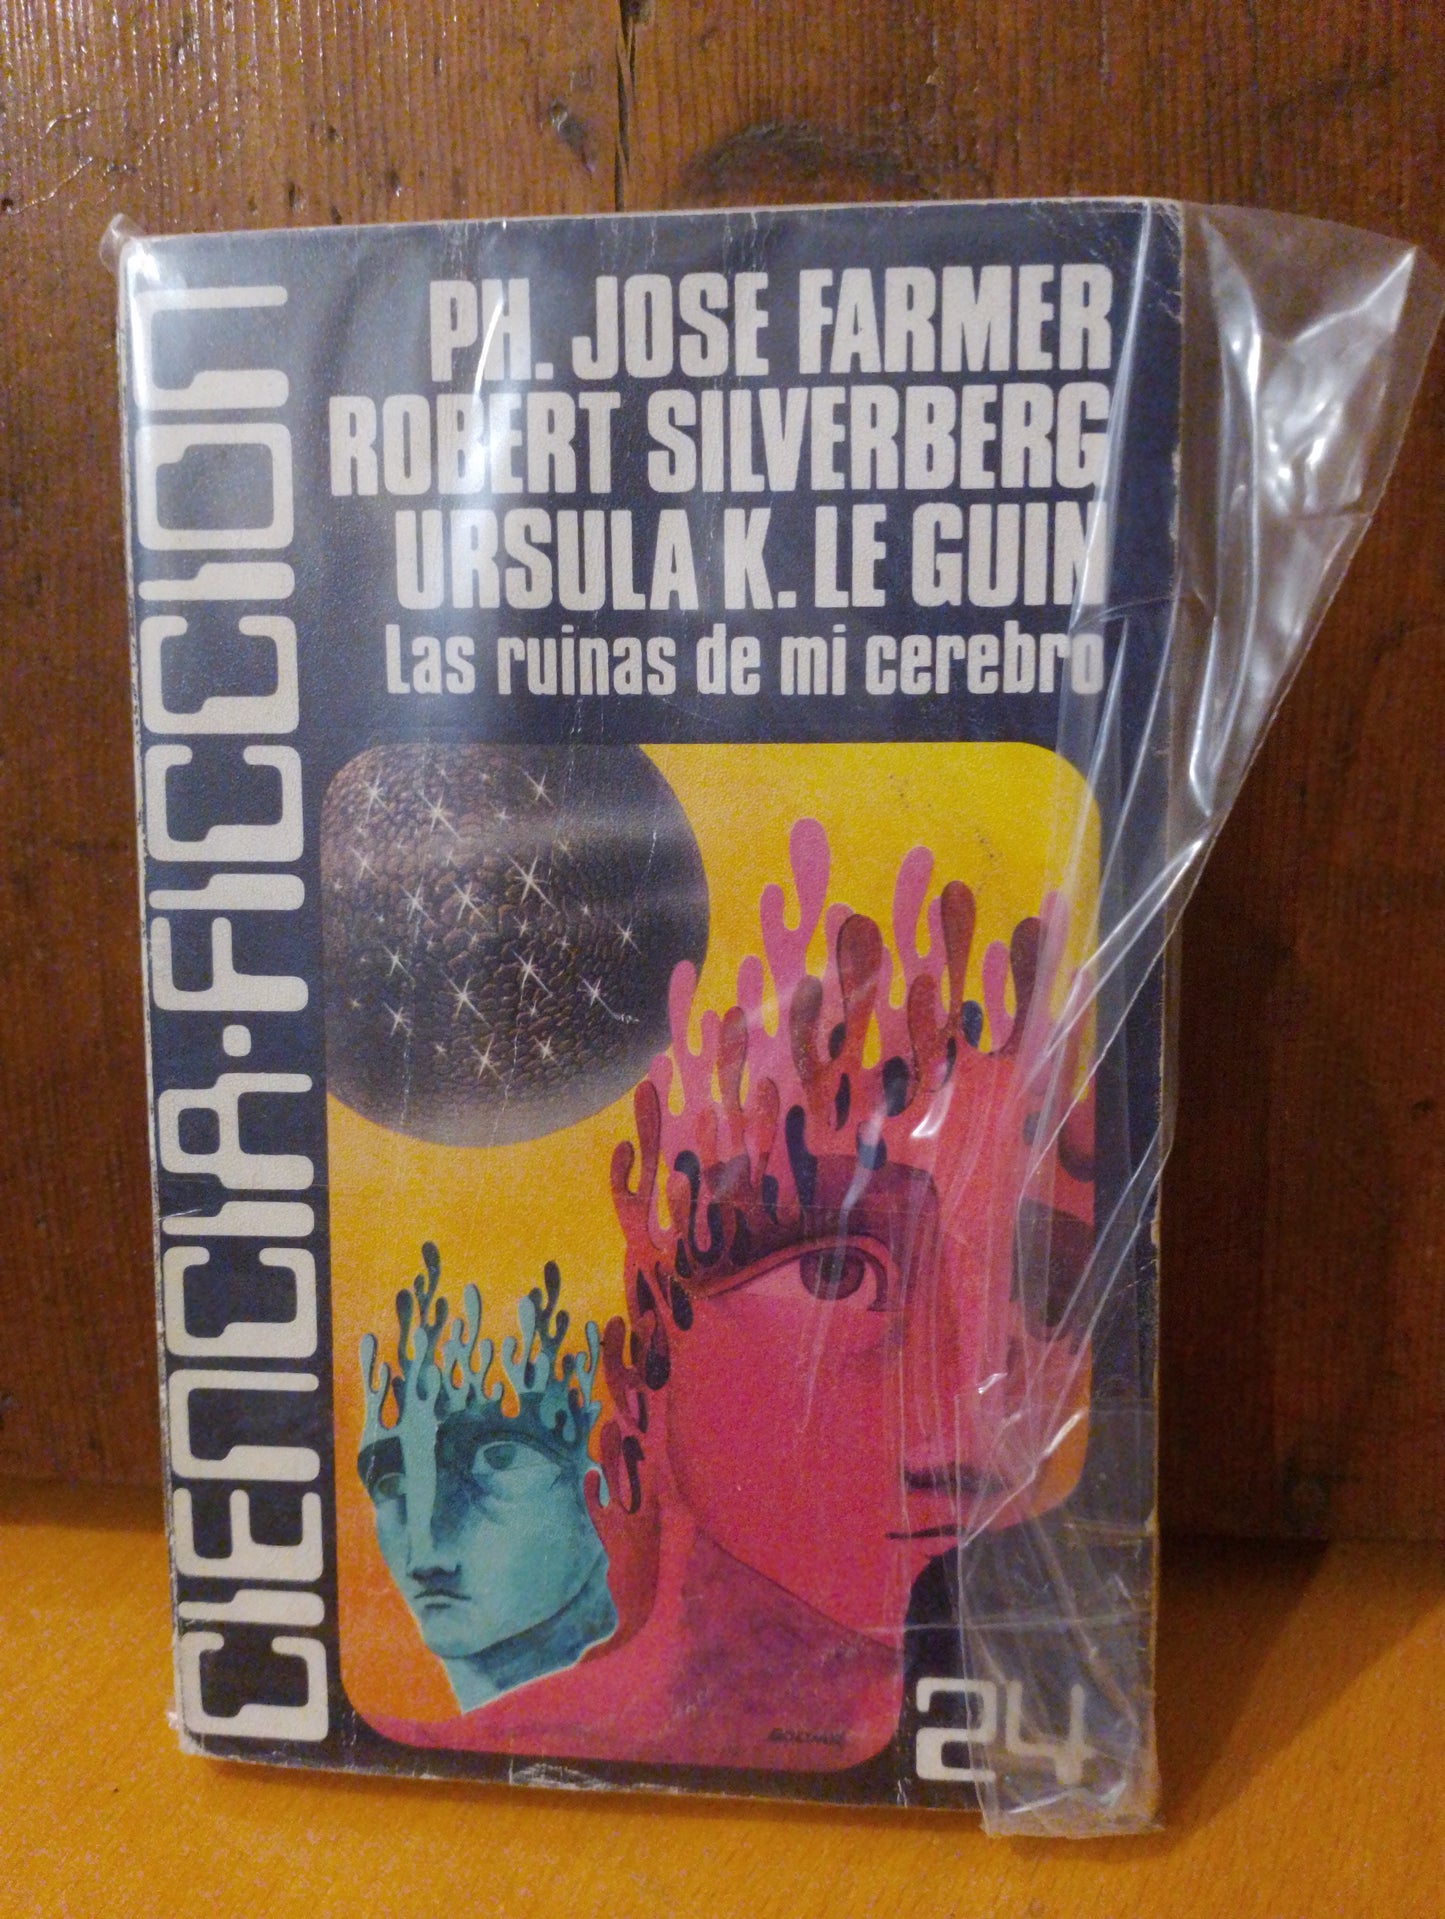 CIENCIA-FICCION
PH. JOSE FARMER
ROBERT SILVERBERG
URSULA K. LE GUIN
Las ruinas de mi cerebro
24